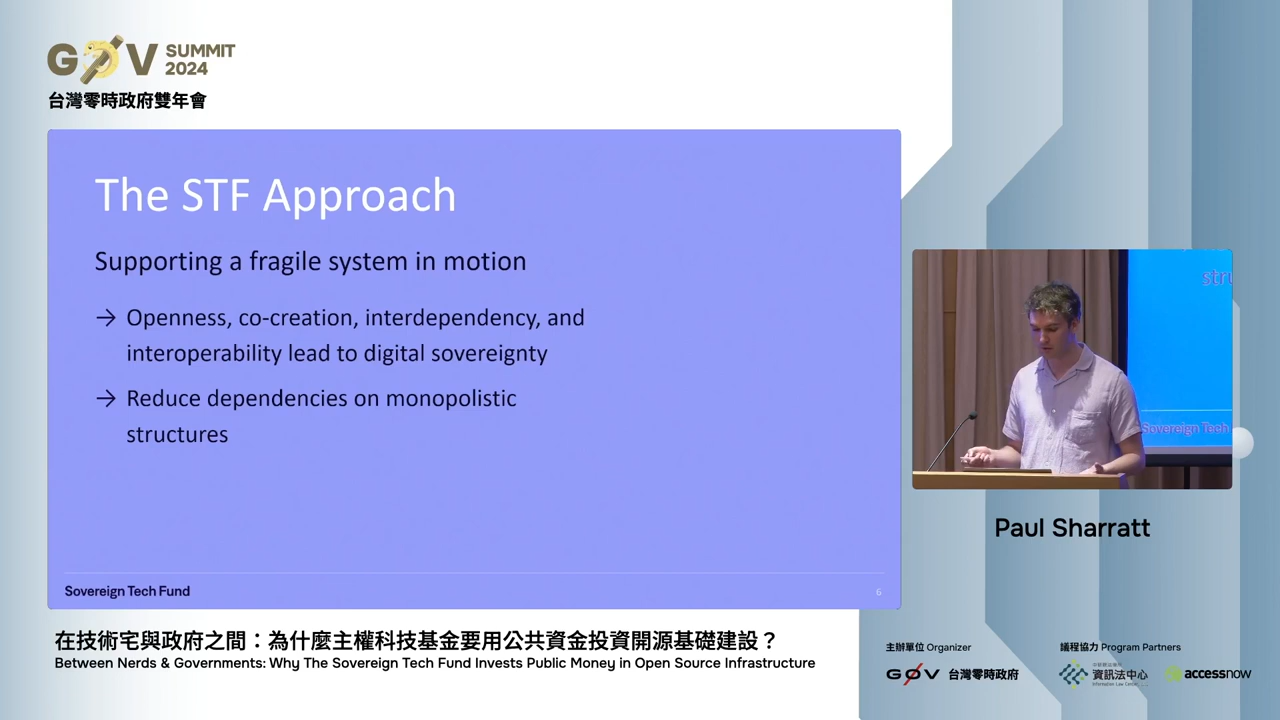 G0V SUMMIT 2024
台灣零時政府雙年會
The STF Approach
Supporting a fragile system in motion
→ Openness, co-creation, interdependency, and
interoperability lead to digital sovereignty
→ Reduce dependencies on monopolistic
structures
Sovereign Tech Fund
6
stru
Sovereign Tech
Paul Sharratt
在技術宅與政府之間：為什麼主權科技基金要用公共資金投資開源基礎建設？
Between Nerds & Governments: Why The Sovereign Tech Fund Invests Public Money in Open Source Infrastructure
主辦單位 Organizer
G0V 台灣零時政府
議程協力 Program Partners
資訊法中心
Information Law Center
accessnow